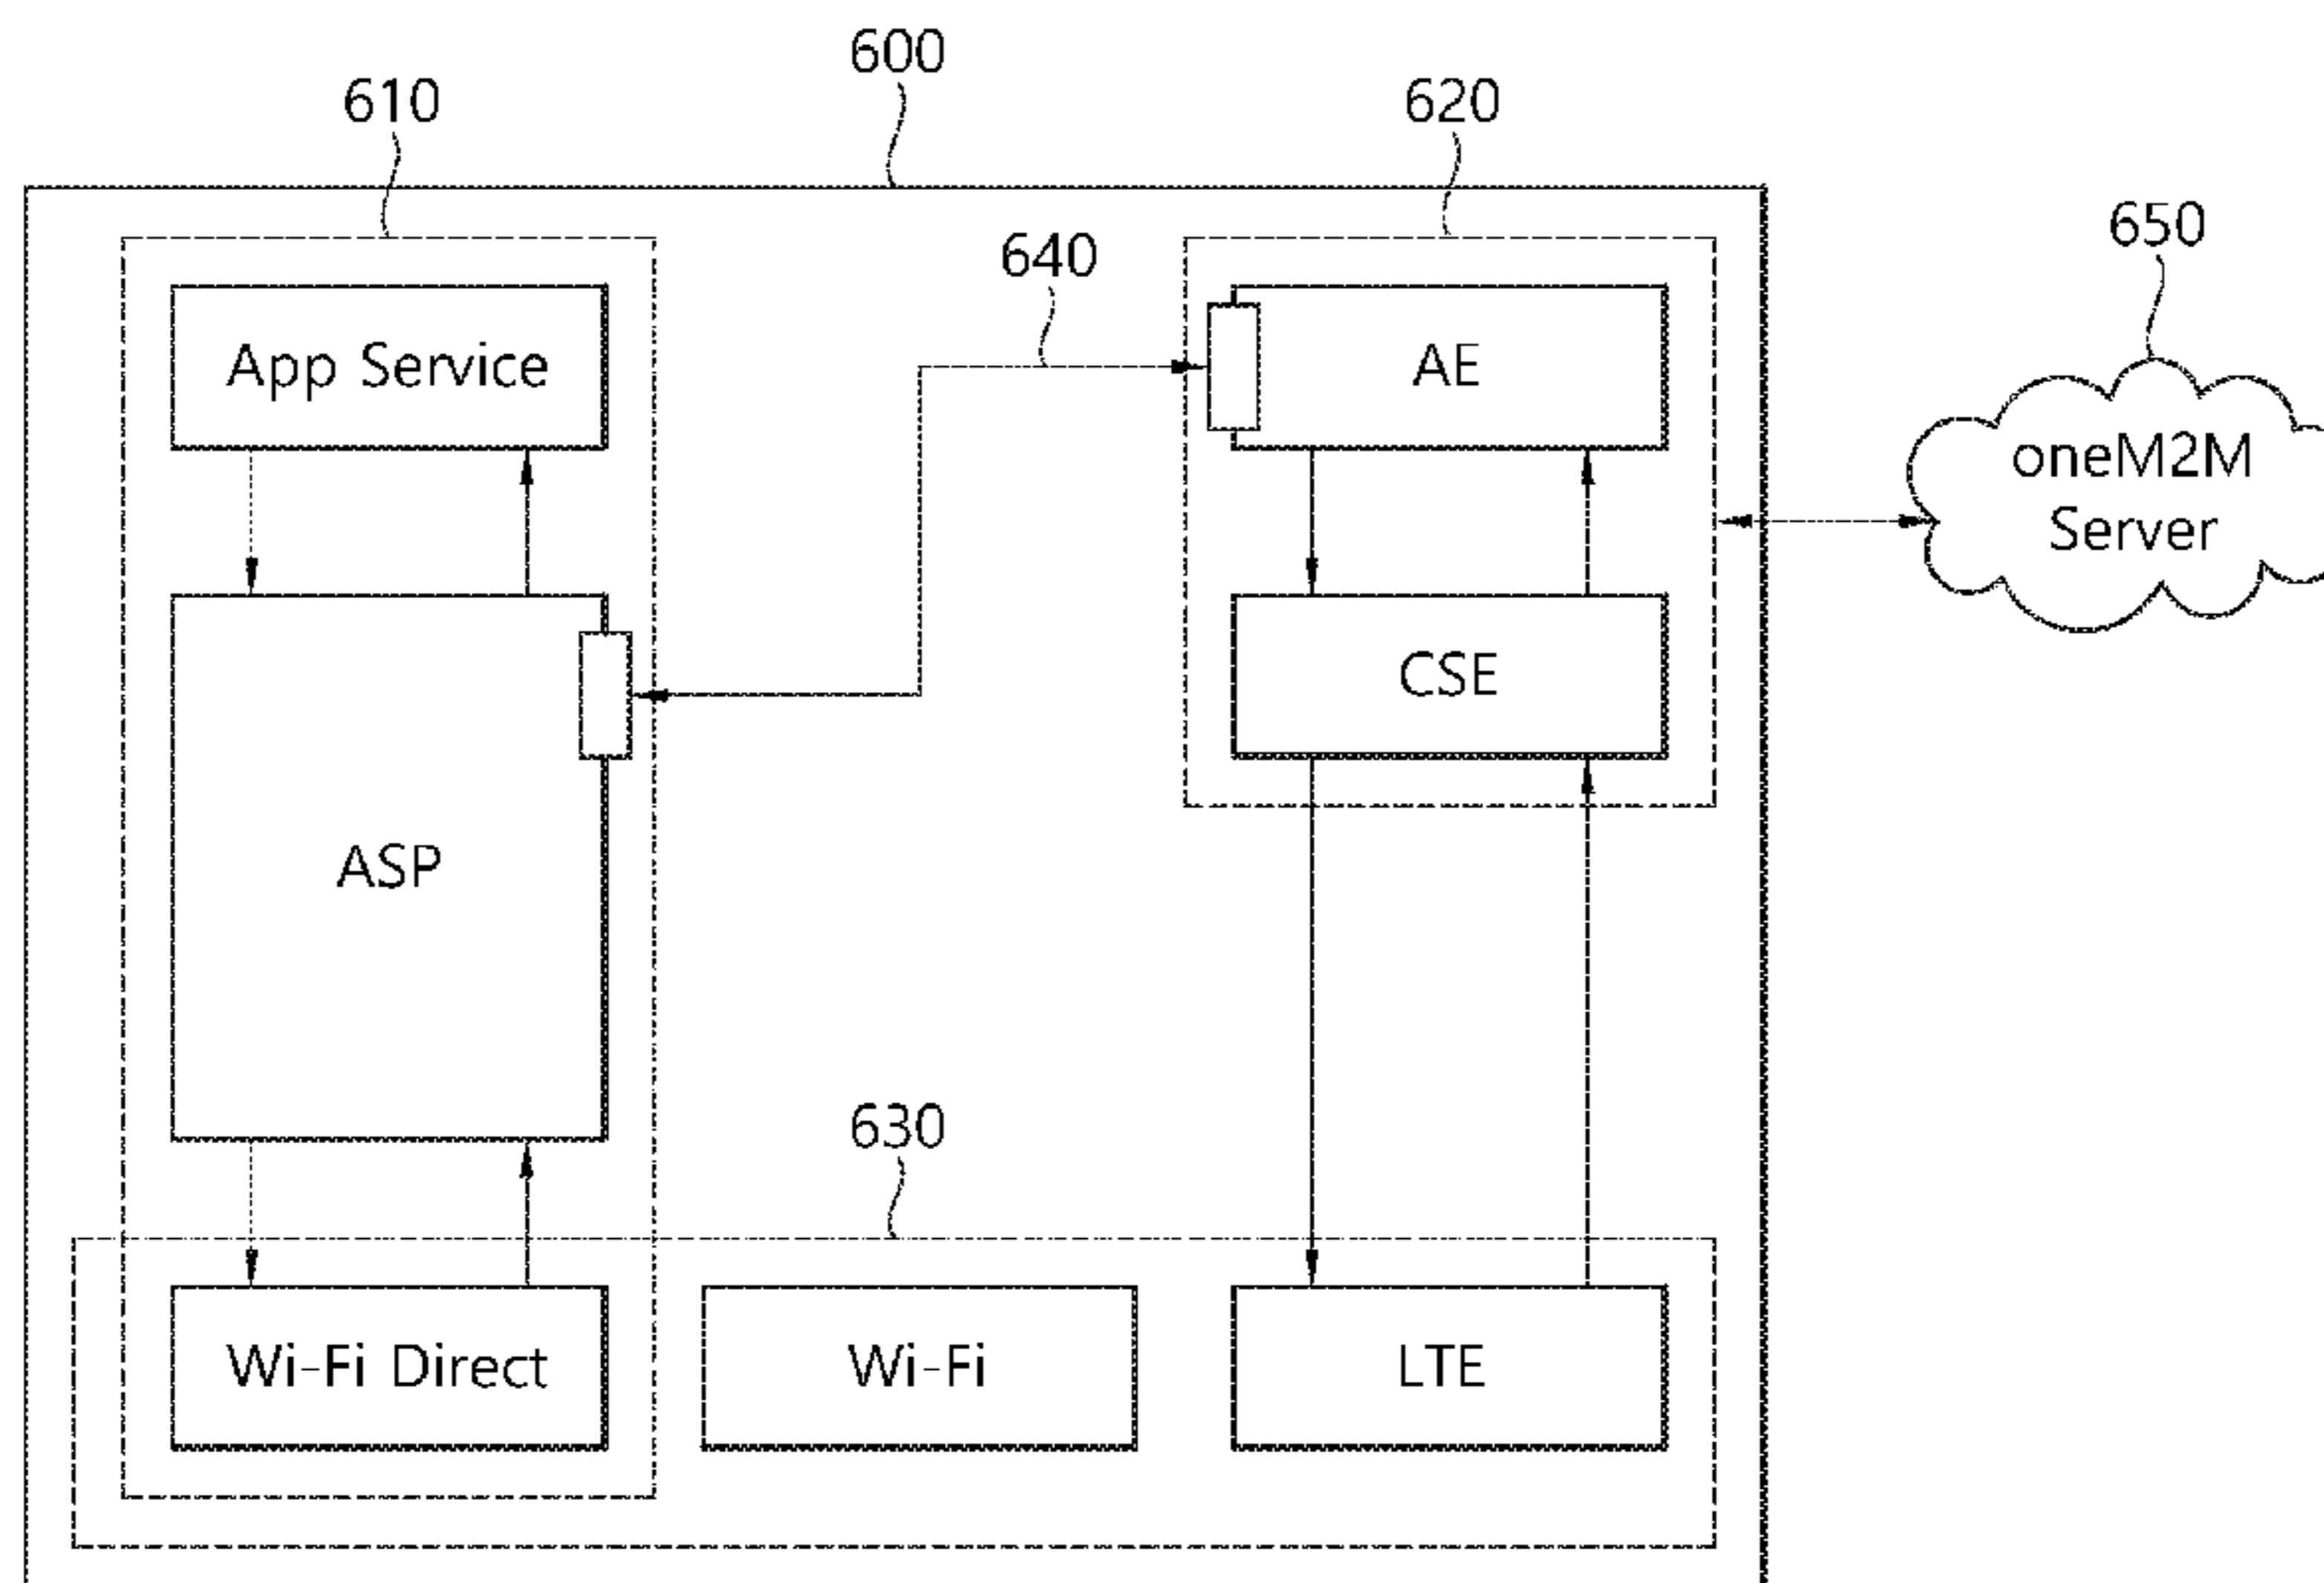 600
610
620
640
650
App Service
AE
oneM2M
Server
CSE
ASP
630
Wi-Fi Direct
Wi-Fi
LTE